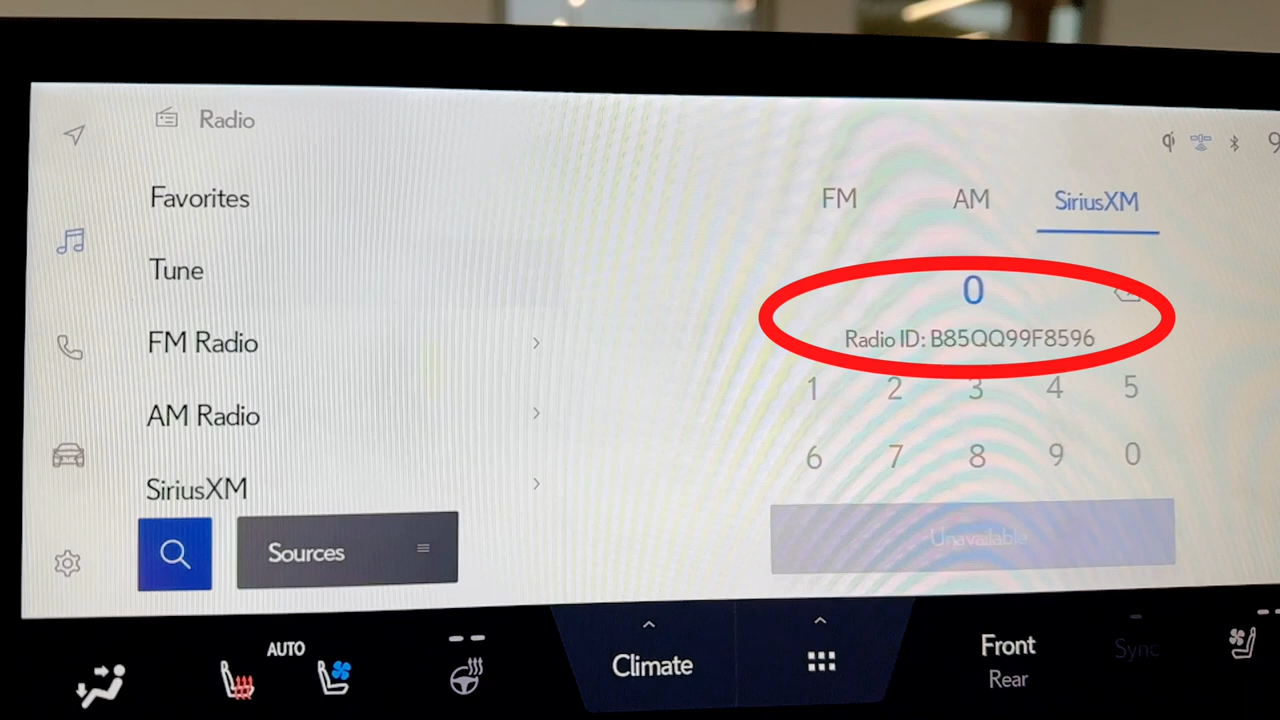 Radio
Favorites
Tune
FM Radio
AM Radio
SiriusXM
Sources
FM AM SiriusXM
0
Radio ID: B85QQ99F8596
1 2 3 4 5
6 7 8 9 0
Unavailable
AUTO
Climate
Front
Rear
Sync